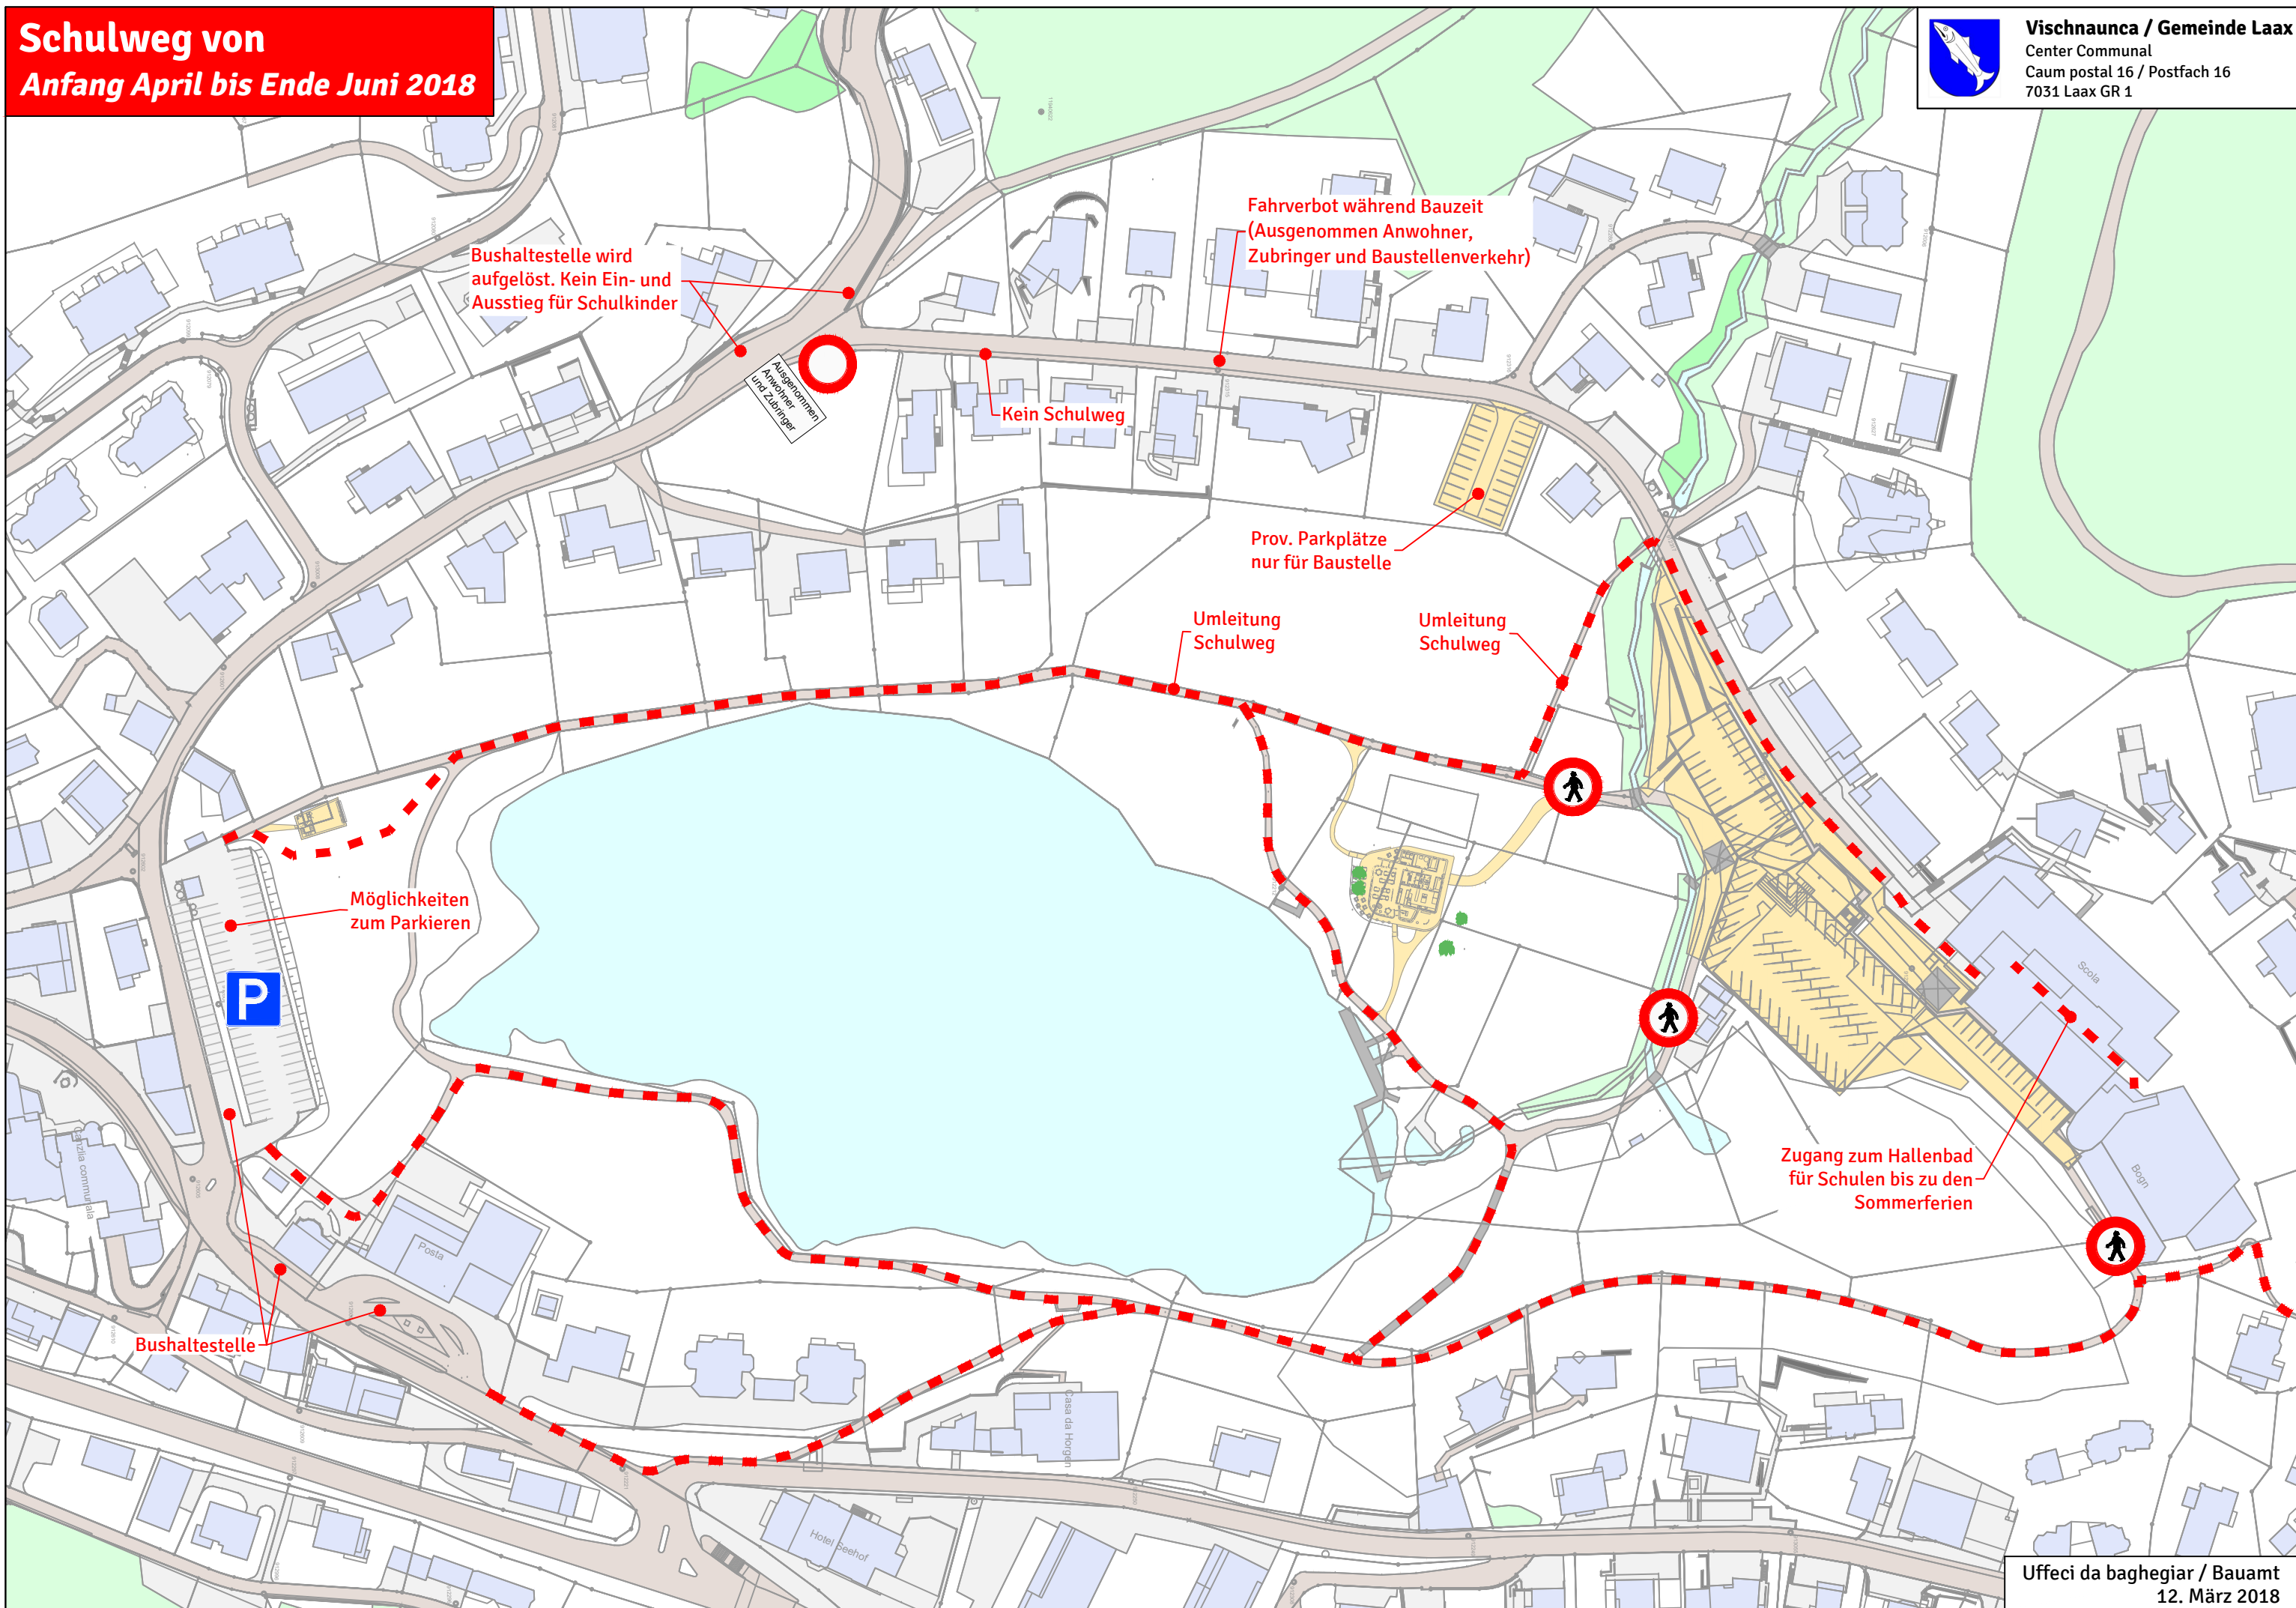 Schulweg von
Anfang April bis Ende Juni 2018
Vischnaunca / Gemeinde Laax
Center Communal
Caum postal 16 / Postfach 16
7031 Laax GR 1
Fahrverbot während Bauzeit
(Ausgenommen Anwohner,
Zubringer und Baustellenverkehr)
Bushaltestelle wird
aufgelöst. Kein Ein- und
Ausstieg für Schulkinder
Ausgenommen
Anwohner
und Zubringer
Kein Schulweg
Prov. Parkplätze
nur für Baustelle
Umleitung
Schulweg
Umleitung
Schulweg
Möglichkeiten
zum Parkieren
P
Scola
Zugang zum Hallenbad
für Schulen bis zu den
Sommerferien
Bogn
Canzlia communala
Posta
Bushaltestelle
Casa da Horgen
Hotel Seehof
Uffeci da baghegiar / Bauamt
12. März 2018